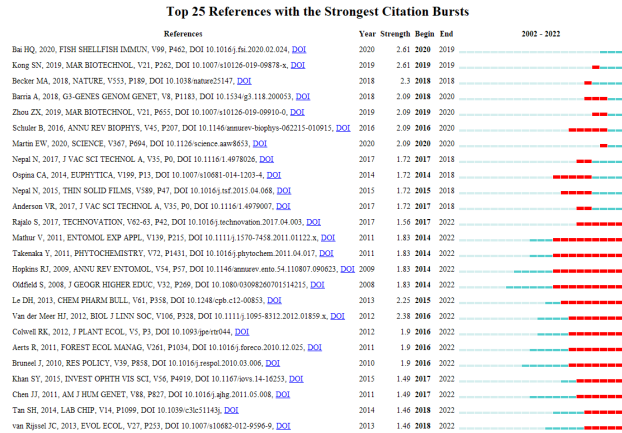 Top 25 References with the Strongest Citation Bursts
References Year Strength Begin End 2002 - 2022
Bai HQ, 2020, FISH SHELLFISH IMMUN, V99, P462, DOI 10.1016/j.fsi.2020.02.024, DOI 2020 2.61 2020 2019
Kong SN, 2019, MAR BIOTECHNOL, V21, P262, DOI 10.1007/s10126-019-09878-x, DOI 2019 2.61 2019 2019
Becker MA, 2018, NATURE, V553, P189, DOI 10.1038/nature25147, DOI 2018 2.3 2018 2018
Barria A, 2018, G3-GENES GENOM GENET, V8, P1183, DOI 10.1534/g3.118.200053, DOI 2018 2.09 2018 2018
Zhou ZX, 2019, MAR BIOTECHNOL, V21, P655, DOI 10.1007/s10126-019-09910-0, DOI 2019 2.09 2019 2020
Schuler B, 2016, ANNU REV BIOPHYS, V45, P207, DOI 10.1146/annurev-biophys-062215-010915, DOI 2016 2.09 2016 2020
Martin EW, 2020, SCIENCE, V367, P694, DOI 10.1126/science.aaw8653, DOI 2020 2.09 2020 2020
Nepal N, 2017, J VAC SCI TECHNOL A, V35, P0, DOI 10.1116/1.4978026, DOI 2017 1.72 2017 2018
Ospina CA, 2014, EUPHYTICA, V199, P13, DOI 10.1007/s10681-014-1203-4, DOI 2014 1.72 2014 2018
Nepal N, 2015, THIN SOLID FILMS, V589, P47, DOI 10.1016/j.tsf.2015.04.068, DOI 2015 1.72 2015 2018
Anderson VR, 2017, J VAC SCI TECHNOL A, V35, P0, DOI 10.1116/1.4979007, DOI 2017 1.72 2017 2018
Rajalo S, 2017, TECHNOVATION, V62-63, P42, DOI 10.1016/j.technovation.2017.04.003, DOI 2017 1.56 2017 2022
Mathur V, 2011, ENTOMOL EXP APPL, V139, P215, DOI 10.1111/j.1570-7458.2011.01122.x, DOI 2011 1.83 2014 2022
Takenaka Y, 2011, PHYTOCHEMISTRY, V72, P1431, DOI 10.1016/j.phytochem.2011.04.017, DOI 2011 1.83 2014 2022
Hopkins RJ, 2009, ANNU REV ENTOMOL, V54, P57, DOI 10.1146/annurev.ento.54.110807.090623, DOI 2009 1.83 2014 2022
Oldfield S, 2008, J GEOGR HIGHER EDUC, V32, P269, DOI 10.1080/03098260701514215, DOI 2008 1.83 2014 2022
Le DH, 2013, CHEM PHARM BULL, V61, P358, DOI 10.1248/cpb.c12-00853, DOI 2013 2.25 2015 2022
Van der Meer HJ, 2012, BIOL J LINN SOC, V106, P328, DOI 10.1111/j.1095-8312.2012.01859.x, DOI 2012 2.38 2016 2022
Colwell RK, 2012, J PLANT ECOL, V5, P3, DOI 10.1093/jpe/rtr044, DOI 2012 1.9 2016 2022
Aerts R, 2011, FOREST ECOL MANAG, V261, P1034, DOI 10.1016/j.foreco.2010.12.025, DOI 2011 1.9 2016 2022
Bruneel J, 2010, RES POLICY, V39, P858, DOI 10.1016/j.respol.2010.03.006, DOI 2010 1.9 2016 2022
Khan SY, 2015, INVEST OPHTH VIS SCI, V56, P4919, DOI 10.1167/iovs.14-16253, DOI 2015 1.49 2017 2022
Chen JJ, 2011, AM J HUM GENET, V88, P827, DOI 10.1016/j.ajhg.2011.05.008, DOI 2011 1.49 2017 2022
Tan SH, 2014, LAB CHIP, V14, P1099, DOI 10.1039/c3lc51143j, DOI 2014 1.46 2018 2022
van Rijssel JC, 2013, EVOL ECOL, V27, P253, DOI 10.1007/s10682-012-9596-9, DOI 2013 1.46 2018 2022